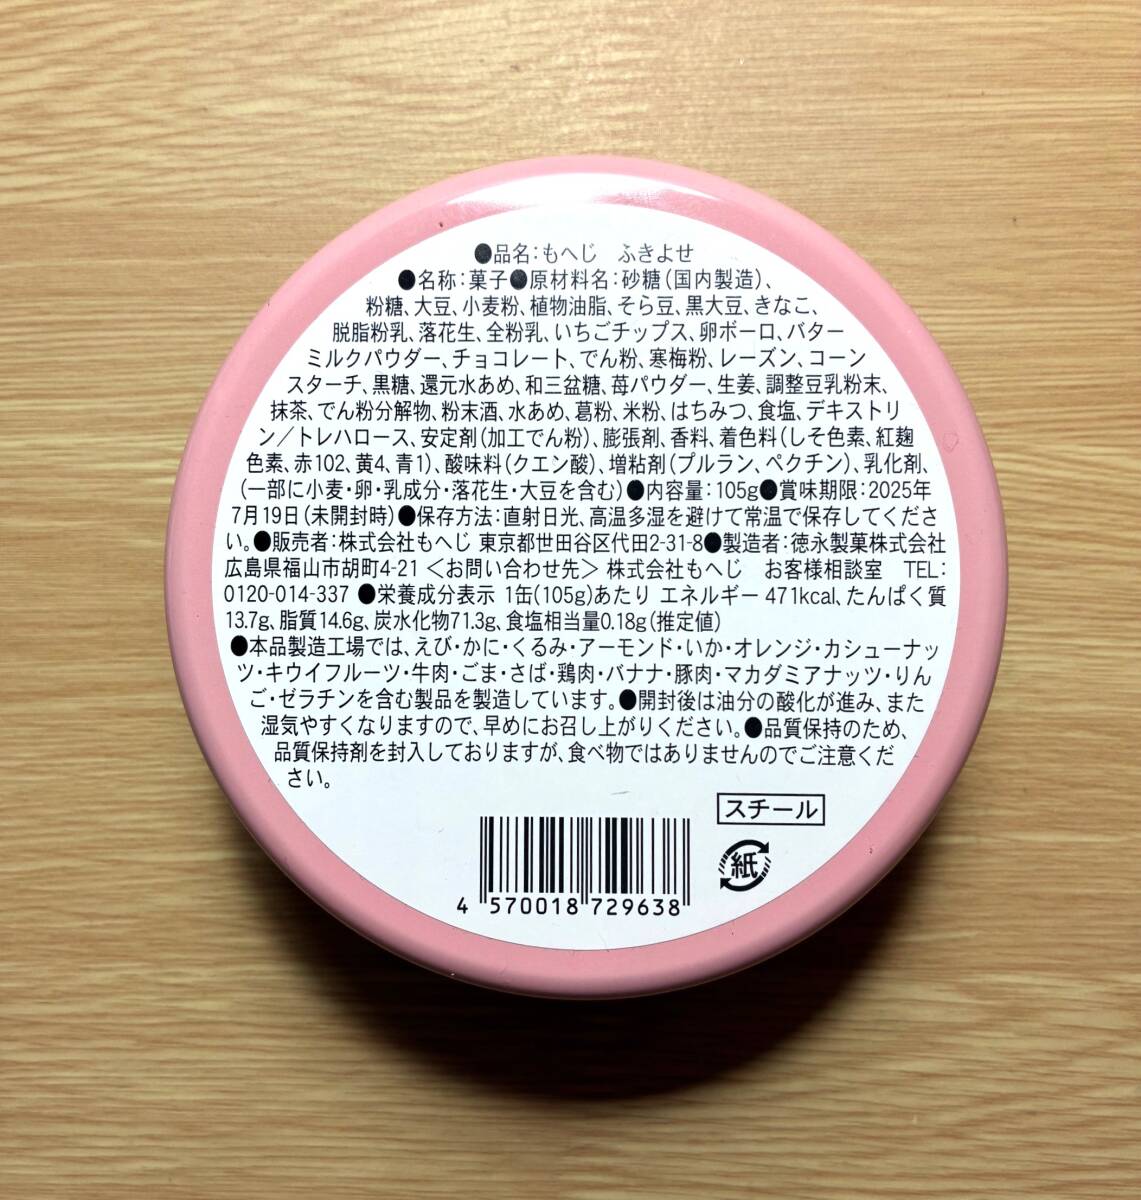 ●品名：もへじ　ふきよせ
●名称：菓子●原材料名：砂糖(国内製造)、
粉糖、大豆、小麦粉、植物油脂、そら豆、黒大豆、きなこ、
脱脂粉乳、落花生、全粉乳、いちごチップス、卵ボーロ、バター
ミルクパウダー、チョコレート、でん粉、寒梅粉、レーズン、コーン
スターチ、黒糖、還元水あめ、和三盆糖、苺パウダー、生姜、調整豆乳粉末、
抹茶、でん粉分解物、粉末酒、水あめ、葛粉、米粉、はちみつ、食塩、デキストリ
ン／トレハロース、安定剤(加工でん粉)、膨張剤、香料、着色料(しそ色素、紅麹
色素、赤102、黄4、青1)、酸味料(クエン酸)、増粘剤(プルラン、ペクチン)、乳化剤、
(一部に小麦・卵・乳成分・落花生・大豆を含む)●内容量：105g●賞味期限：2025年
7月19日(未開封時)●保存方法：直射日光、高温多湿を避けて常温で保存してくださ
い。●販売者：株式会社もへじ 東京都世田谷区代田2-31-8●製造者：徳永製菓株式会社
広島県福山市胡町4-21 ＜お問い合わせ先＞ 株式会社もへじ　お客様相談室　TEL：
0120-014-337 ●栄養成分表示 1缶(105g)あたり エネルギー 471kcal、たんぱく質
13.7g、脂質14.6g、炭水化物71.3g、食塩相当量0.18g(推定値)
●本品製造工場では、えび・かに・くるみ・アーモンド・いか・オレンジ・カシューナッ
ツ・キウイフルーツ・牛肉・ごま・さば・鶏肉・バナナ・豚肉・マカダミアナッツ・りん
ご・ゼラチンを含む製品を製造しています。●開封後は油分の酸化が進み、また
湿気やすくなりますので、早めにお召し上がりください。●品質保持のため、
品質保持剤を封入しておりますが、食べ物ではありませんのでご注意くだ
さい。
スチール
紙
4 570018 729638